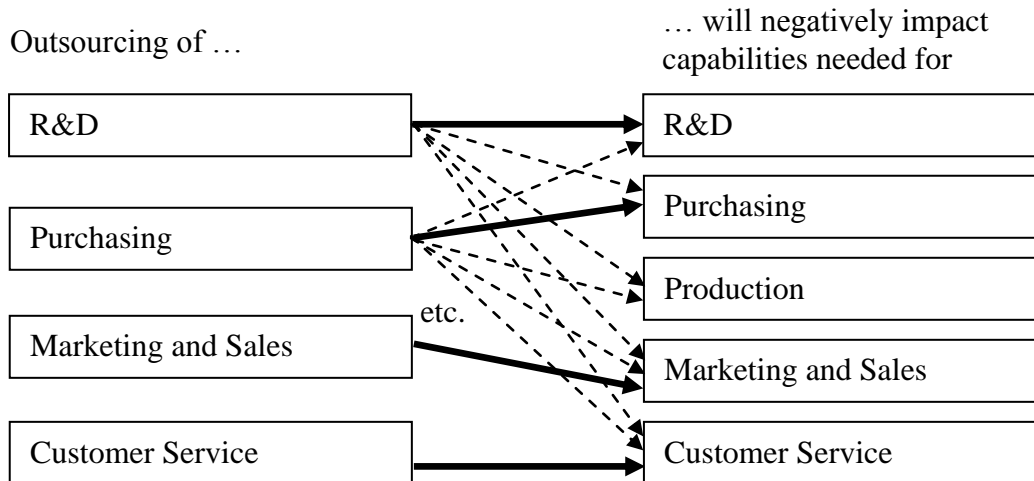 Outsourcing of …
… will negatively impact
capabilities needed for
R&D
R&D
Purchasing
Purchasing
Production
etc.
Marketing and Sales
Marketing and Sales
Customer Service
Customer Service